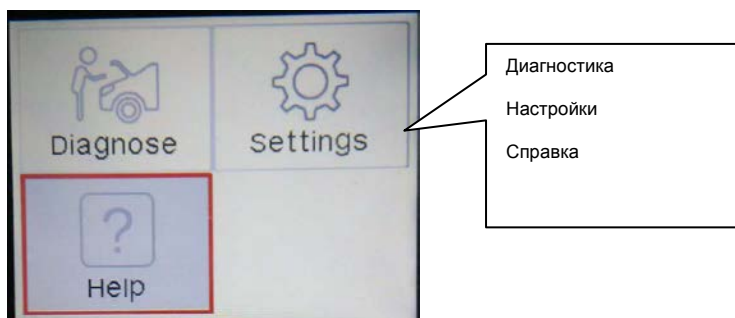 Diagnose
Settings
?
Help
Диагностика
Настройки
Справка